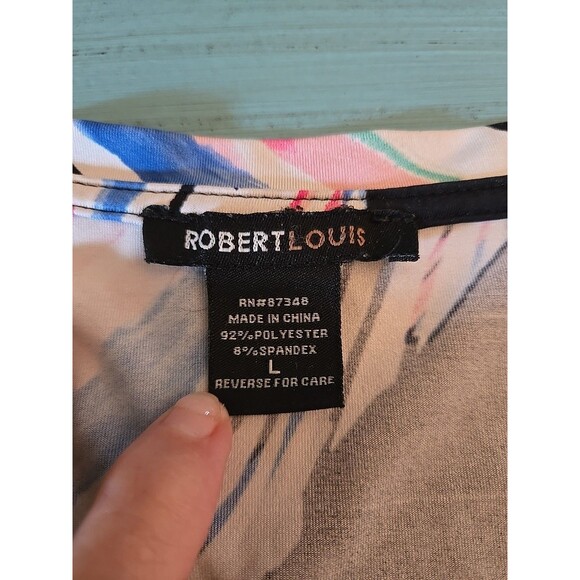 ROBERTLOUIS
RN#87348
MADE IN CHINA
92%POLYESTER
8%SPANDEX
L
REVERSE FOR CARE